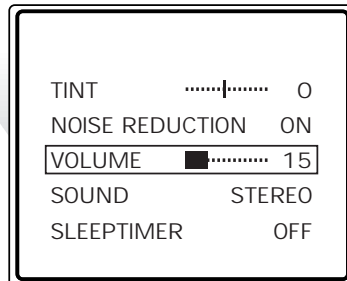 TINT 0
NOISE REDUCTION ON
VOLUME 15
SOUND STEREO
SLEEPTIMER OFF